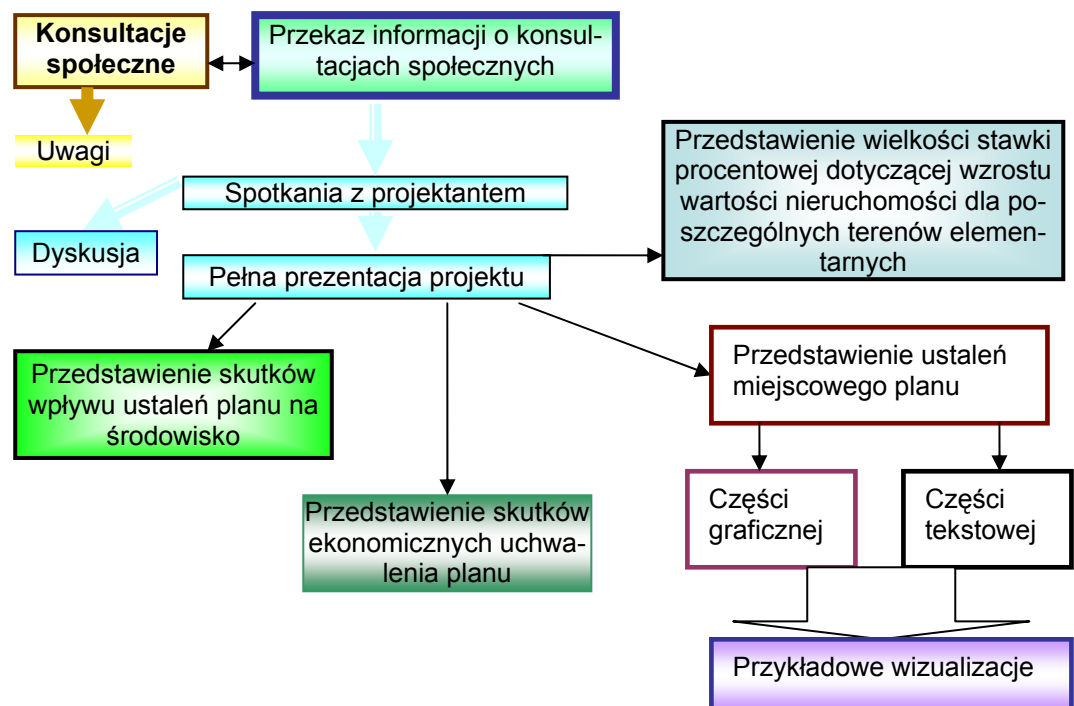 Konsultacje
społeczne
Przekaz informacji o konsul-
tacjach społecznych
Uwagi
Przedstawienie wielkości stawki
procentowej dotyczącej wzrostu
wartości nieruchomości dla po-
szczególnych terenów elemen-
tarnych
Spotkania z projektantem
Dyskusja
Pełna prezentacja projektu
Przedstawienie skutków
wpływu ustaleń planu na
środowisko
Przedstawienie ustaleń
miejscowego planu
Przedstawienie skutków
ekonomicznych uchwa-
lenia planu
Części
graficznej
Części
tekstowej
Przykładowe wizualizacje